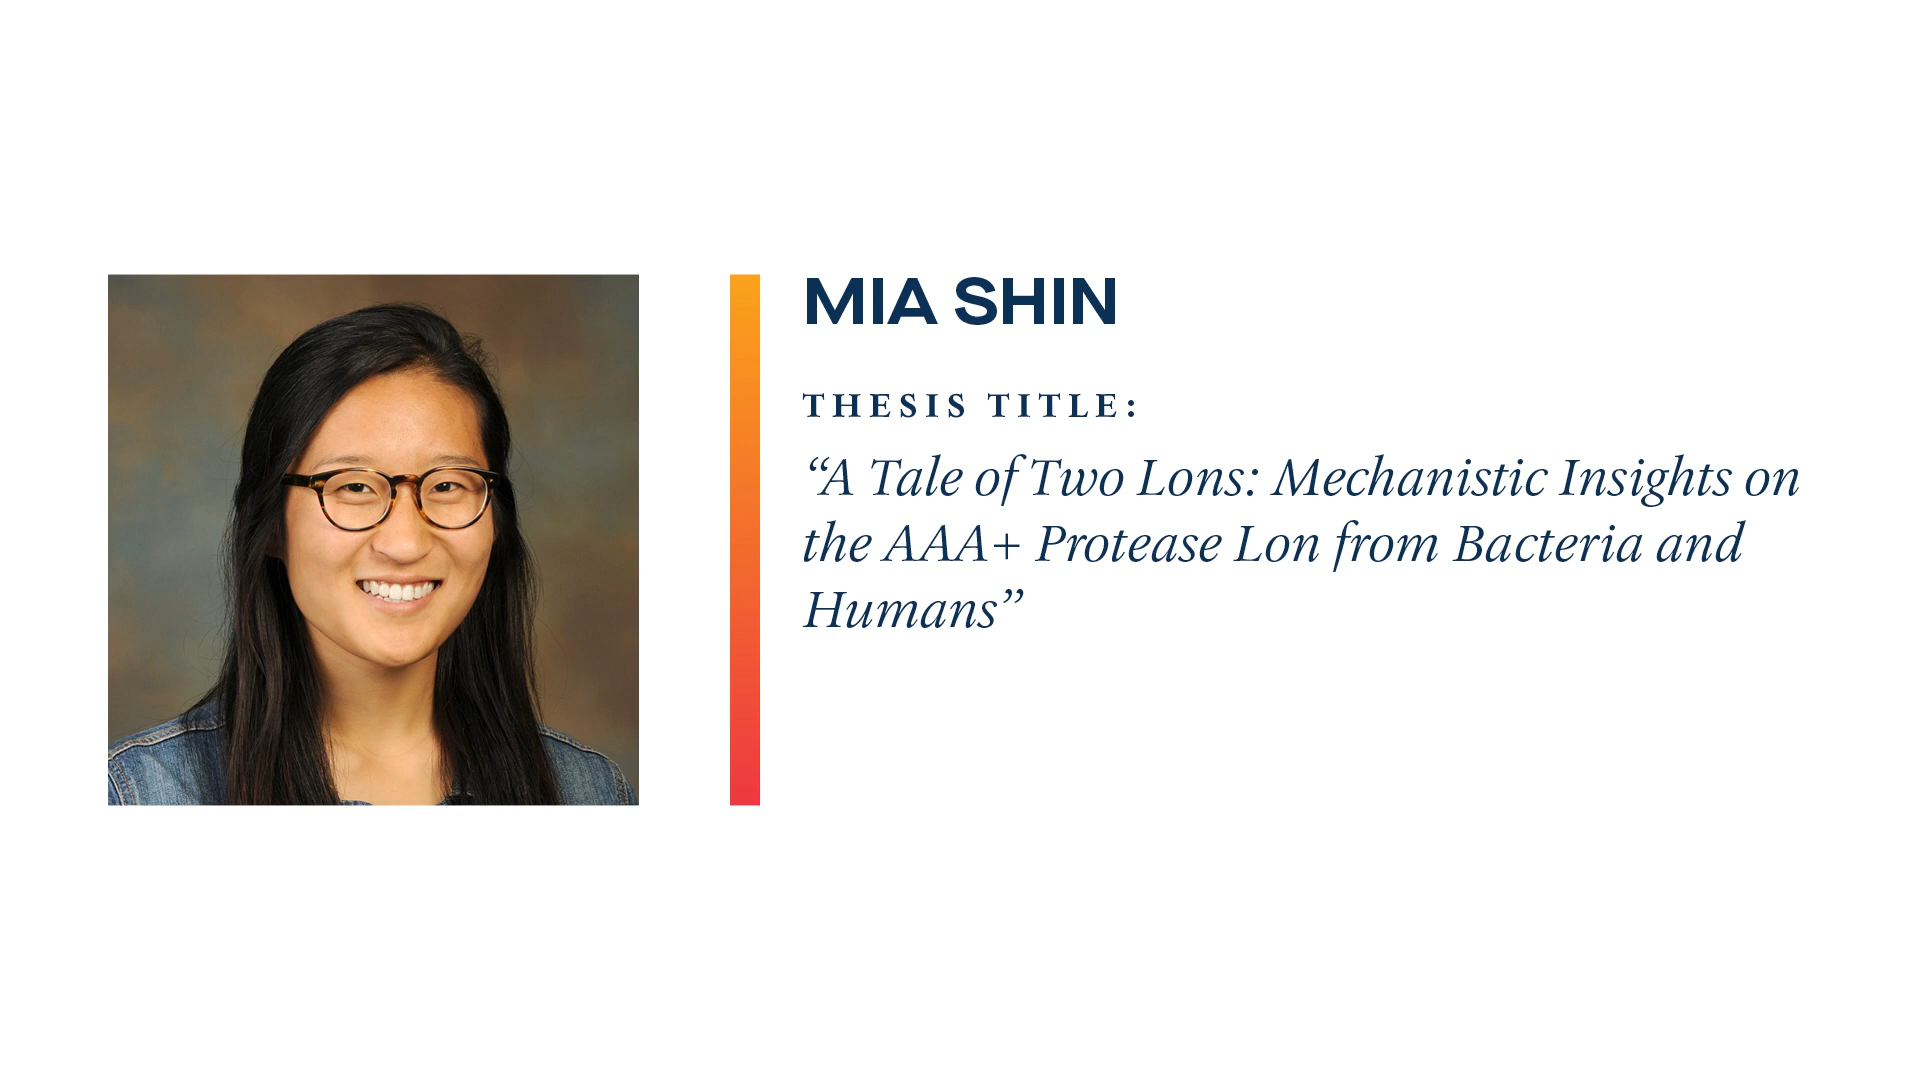 MIA SHIN
THESIS TITLE:
“A Tale of Two Lons: Mechanistic Insights on
the AAA+ Protease Lon from Bacteria and
Humans”